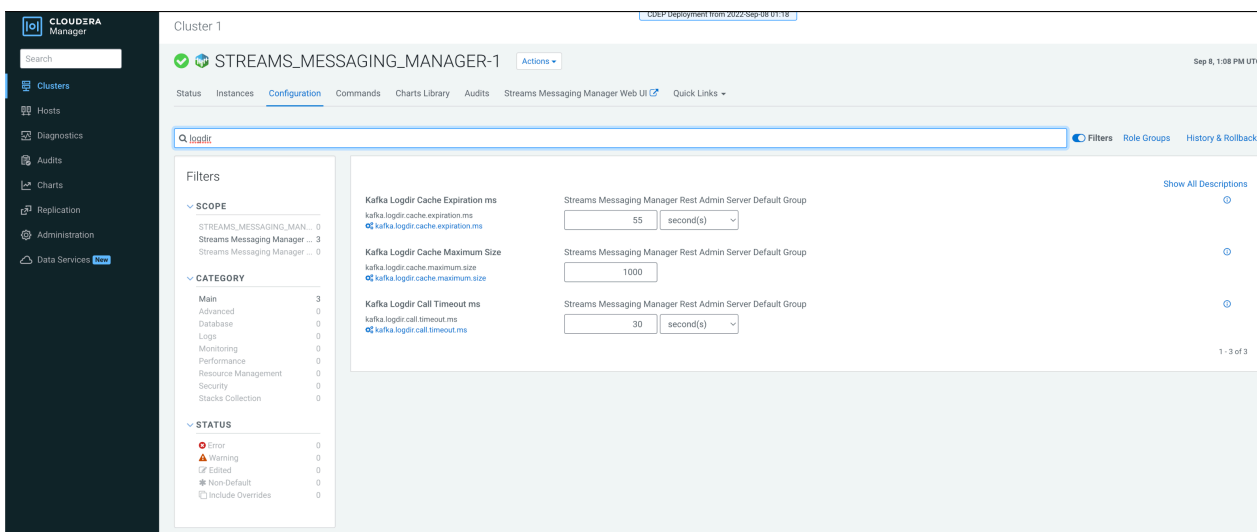 CLOUDERA
Manager
CDEP Deployment from 2022-Sep-08 01:18
Cluster 1
Search
STREAMS_MESSAGING_MANAGER-1
Actions
Sep 8, 1:08 PM UTC
Clusters
Hosts
Diagnostics
Audits
Charts
Replication
Administration
Data Services New
Status Instances Configuration Commands Charts Library Audits Streams Messaging Manager Web UI Quick Links
logdir
Filters Role Groups History & Rollback
Filters
SCOPE
STREAMS_MESSAGING_MAN... 0
Streams Messaging Manager ... 3
Streams Messaging Manager ... 0
CATEGORY
Main 3
Advanced 0
Database 0
Logs 0
Monitoring 0
Performance 0
Resource Management 0
Security 0
Stacks Collection 0
STATUS
Error 0
Warning 0
Edited 0
Non-Default 0
Include Overrides 0
Show All Descriptions
Kafka Logdir Cache Expiration ms
kafka.logdir.cache.expiration.ms
kafka.logdir.cache.expiration.ms
Streams Messaging Manager Rest Admin Server Default Group
55 second(s)
Kafka Logdir Cache Maximum Size
kafka.logdir.cache.maximum.size
kafka.logdir.cache.maximum.size
Streams Messaging Manager Rest Admin Server Default Group
1000
Kafka Logdir Call Timeout ms
kafka.logdir.call.timeout.ms
kafka.logdir.call.timeout.ms
Streams Messaging Manager Rest Admin Server Default Group
30 second(s)
1 - 3 of 3